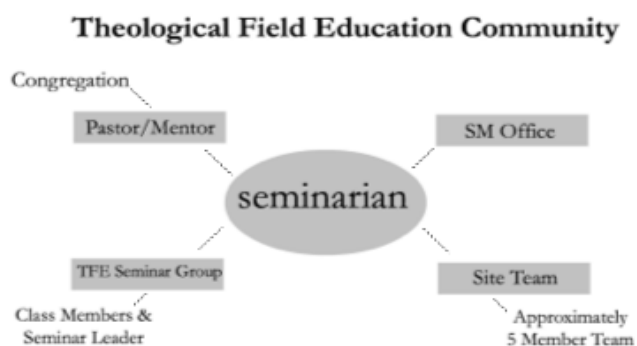 Theological Field Education Community
Congregation
Pastor/Mentor
SM Office
seminarian
TFE Seminar Group
Site Team
Class Members &
Seminar Leader
Approximately
5 Member Team